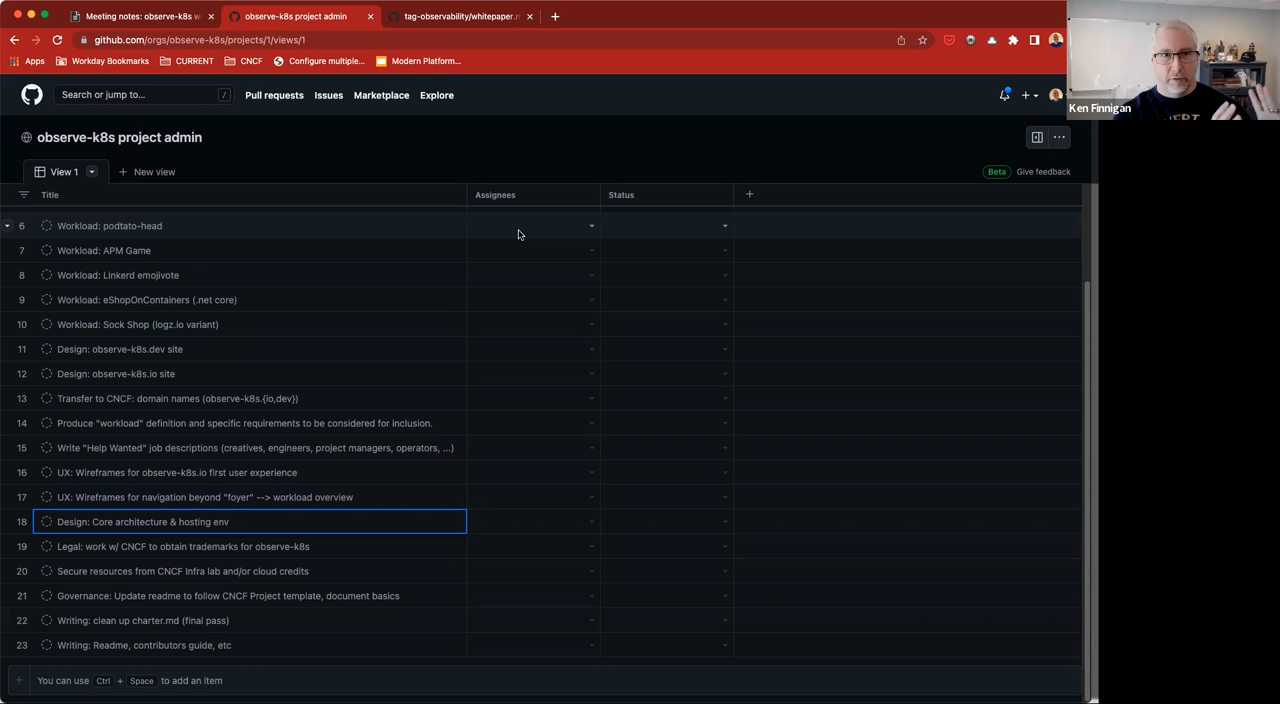 Meeting notes: observe-k8s w
observe-k8s project admin
tag-observability/whitepaper.m
github.com/orgs/observe-k8s/projects/1/views/1
Apps
Workday Bookmarks
CURRENT
CNCF
Configure multiple...
Modern Platform...
Ken Finnigan
Search or jump to...
/
Pull requests
Issues
Marketplace
Explore
observe-k8s project admin
View 1
New view
Beta
Give feedback
Title
Assignees
Status
6 Workload: podtato-head
7 Workload: APM Game
8 Workload: Linkerd emojivote
9 Workload: eShopOnContainers (.net core)
10 Workload: Sock Shop (logz.io variant)
11 Design: observe-k8s.dev site
12 Design: observe-k8s.io site
13 Transfer to CNCF: domain names (observe-k8s.{io,dev})
14 Produce "workload" definition and specific requirements to be considered for inclusion.
15 Write "Help Wanted" job descriptions (creatives, engineers, project managers, operators, ...)
16 UX: Wireframes for observe-k8s.io first user experience
17 UX: Wireframes for navigation beyond "foyer" --> workload overview
18 Design: Core architecture & hosting env
19 Legal: work w/ CNCF to obtain trademarks for observe-k8s
20 Secure resources from CNCF Infra lab and/or cloud credits
21 Governance: Update readme to follow CNCF Project template, document basics
22 Writing: clean up charter.md (final pass)
23 Writing: Readme, contributors guide, etc
You can use Ctrl + Space to add an item